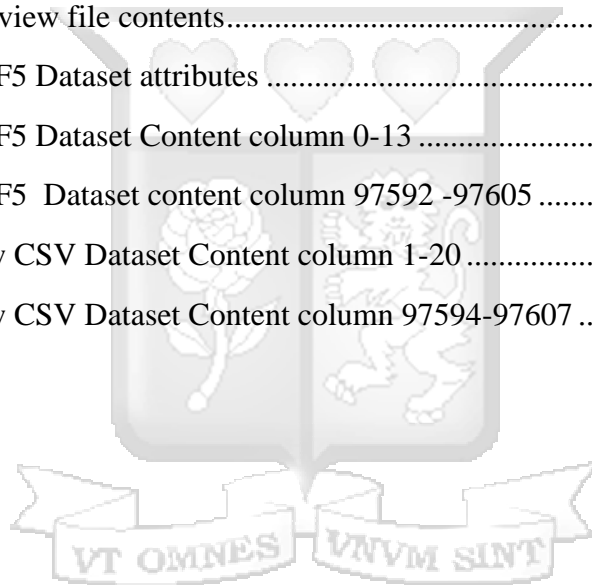 view file contents..........................................
F5 Dataset attributes ....................................
F5 Dataset Content column 0-13 ...................
F5 Dataset content column 97592 -97605 .......
v CSV Dataset Content column 1-20 ..............
v CSV Dataset Content column 97594-97607 ..
VT OMNES VNVM SINT